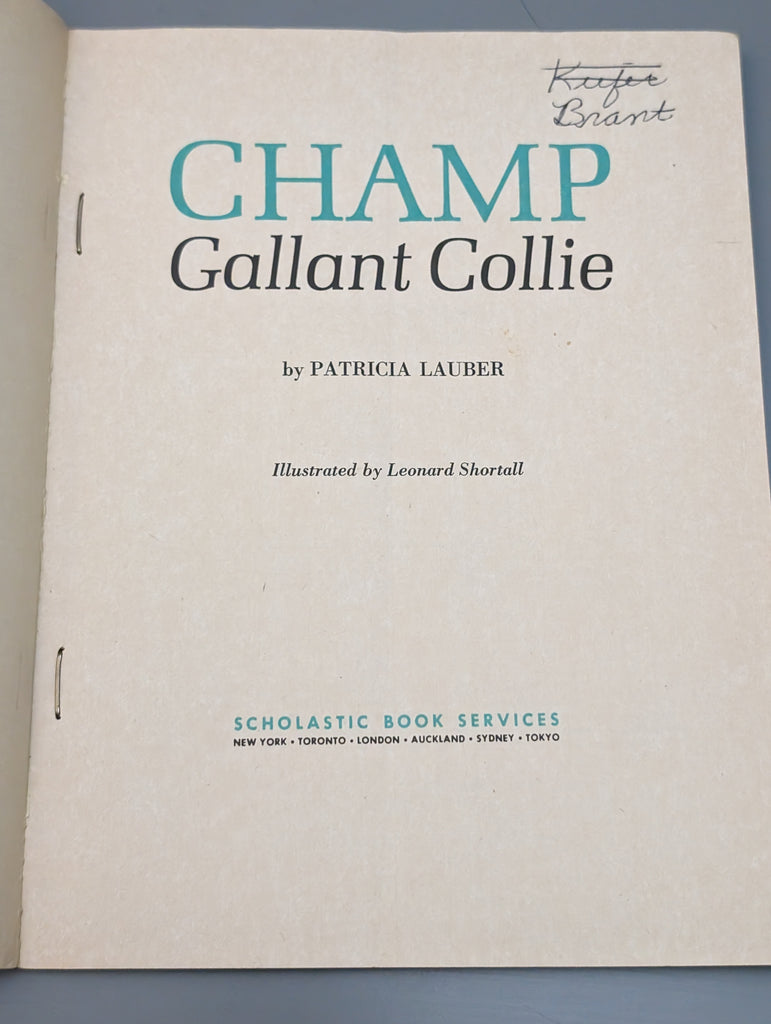 Kiefer
Brant
CHAMP
Gallant Collie
by PATRICIA LAUBER
Illustrated by Leonard Shortall
SCHOLASTIC BOOK SERVICES
NEW YORK • TORONTO • LONDON • AUCKLAND • SYDNEY • TOKYO